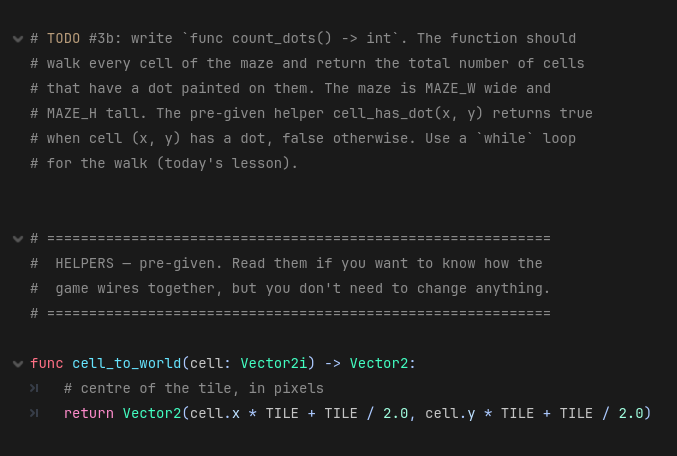 # TODO #3b: write `func count_dots() -> int`. The function should
# walk every cell of the maze and return the total number of cells
# that have a dot painted on them. The maze is MAZE_W wide and
# MAZE_H tall. The pre-given helper cell_has_dot(x, y) returns true
# when cell (x, y) has a dot, false otherwise. Use a `while` loop
# for the walk (today's lesson).
# ============================================================
#  HELPERS — pre-given. Read them if you want to know how the
#  game wires together, but you don't need to change anything.
# ============================================================
func cell_to_world(cell: Vector2i) -> Vector2:
    # centre of the tile, in pixels
    return Vector2(cell.x * TILE + TILE / 2.0, cell.y * TILE + TILE / 2.0)